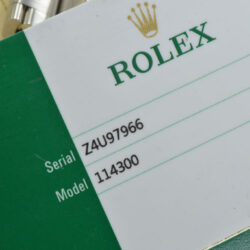 ROLEX
Serial Z4U97966
Model 114300